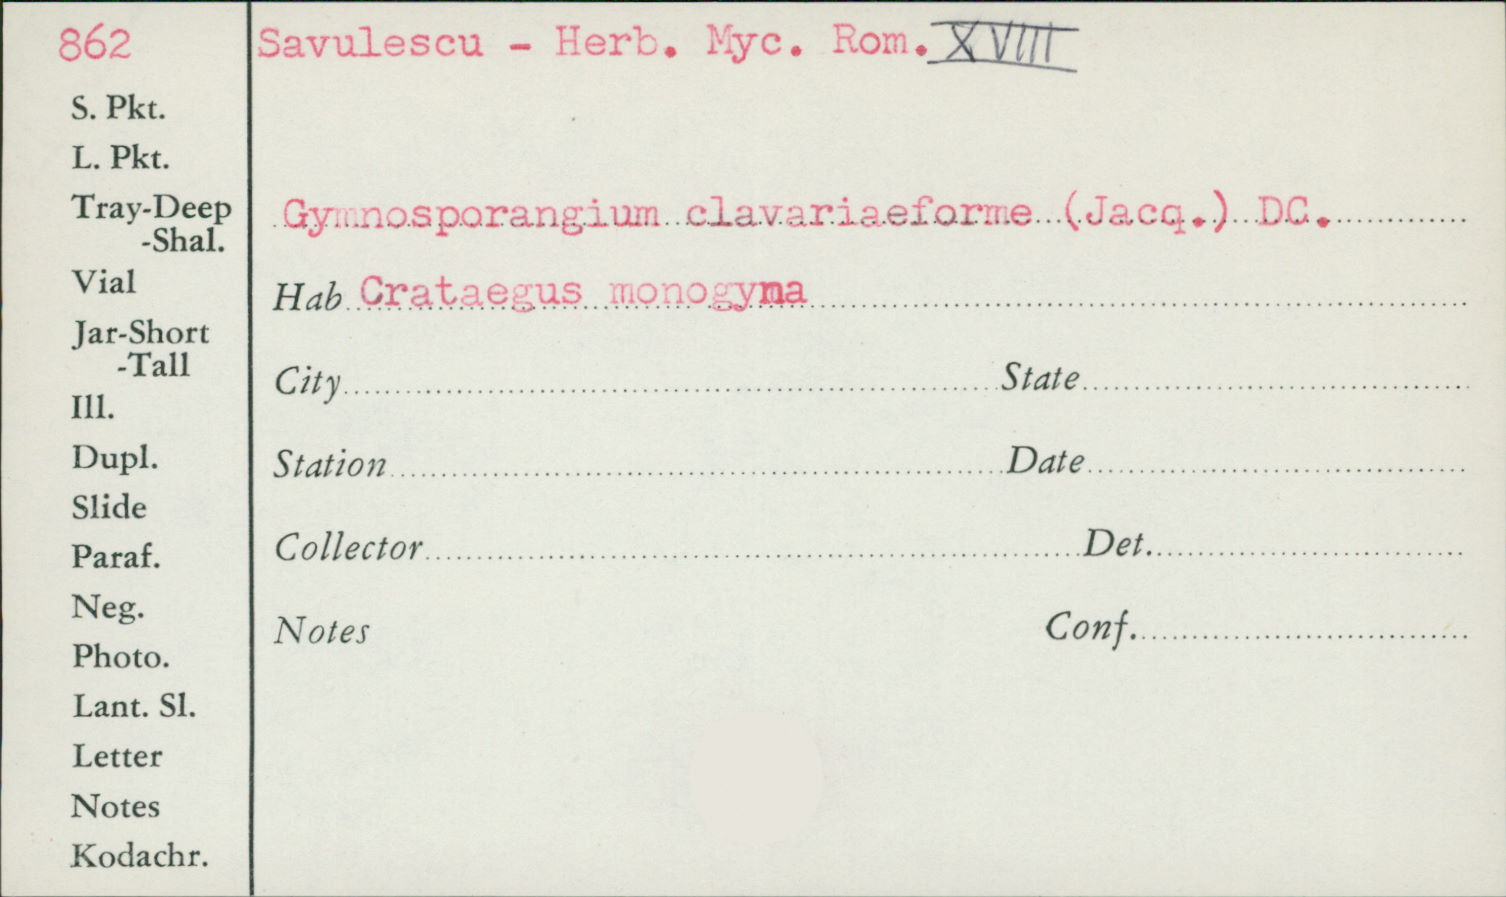 862
Savulescu - Herb. Myc. Rom. XVIII
S. Pkt.
L. Pkt.
Tray-Deep
-Shal.
Vial
Jar-Short
-Tall
Ill.
Dupl.
Slide
Paraf.
Neg.
Photo.
Lant. Sl.
Letter
Notes
Kodachr.
Gymnosporangium clavariaeforme (Jacq.) DC.
Hab Crataegus monogyna
City
State
Station
Date
Collector
Det.
Notes
Conf.